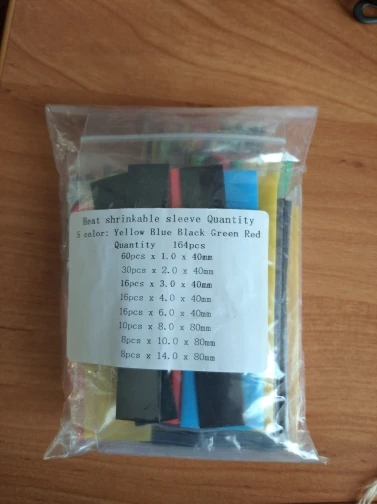 Heat shrinkable sleeve Quantity
5 color: Yellow Blue Black Green Red
Quantity 164pcs
60pcs x 1.0 x 40mm
30pcs x 2.0 x 40mm
16pcs x 3.0 x 40mm
16pcs x 4.0 x 40mm
16pcs x 6.0 x 40mm
10pcs x 8.0 x 80mm
8pcs x 10.0 x 80mm
8pcs x 14.0 x 80mm